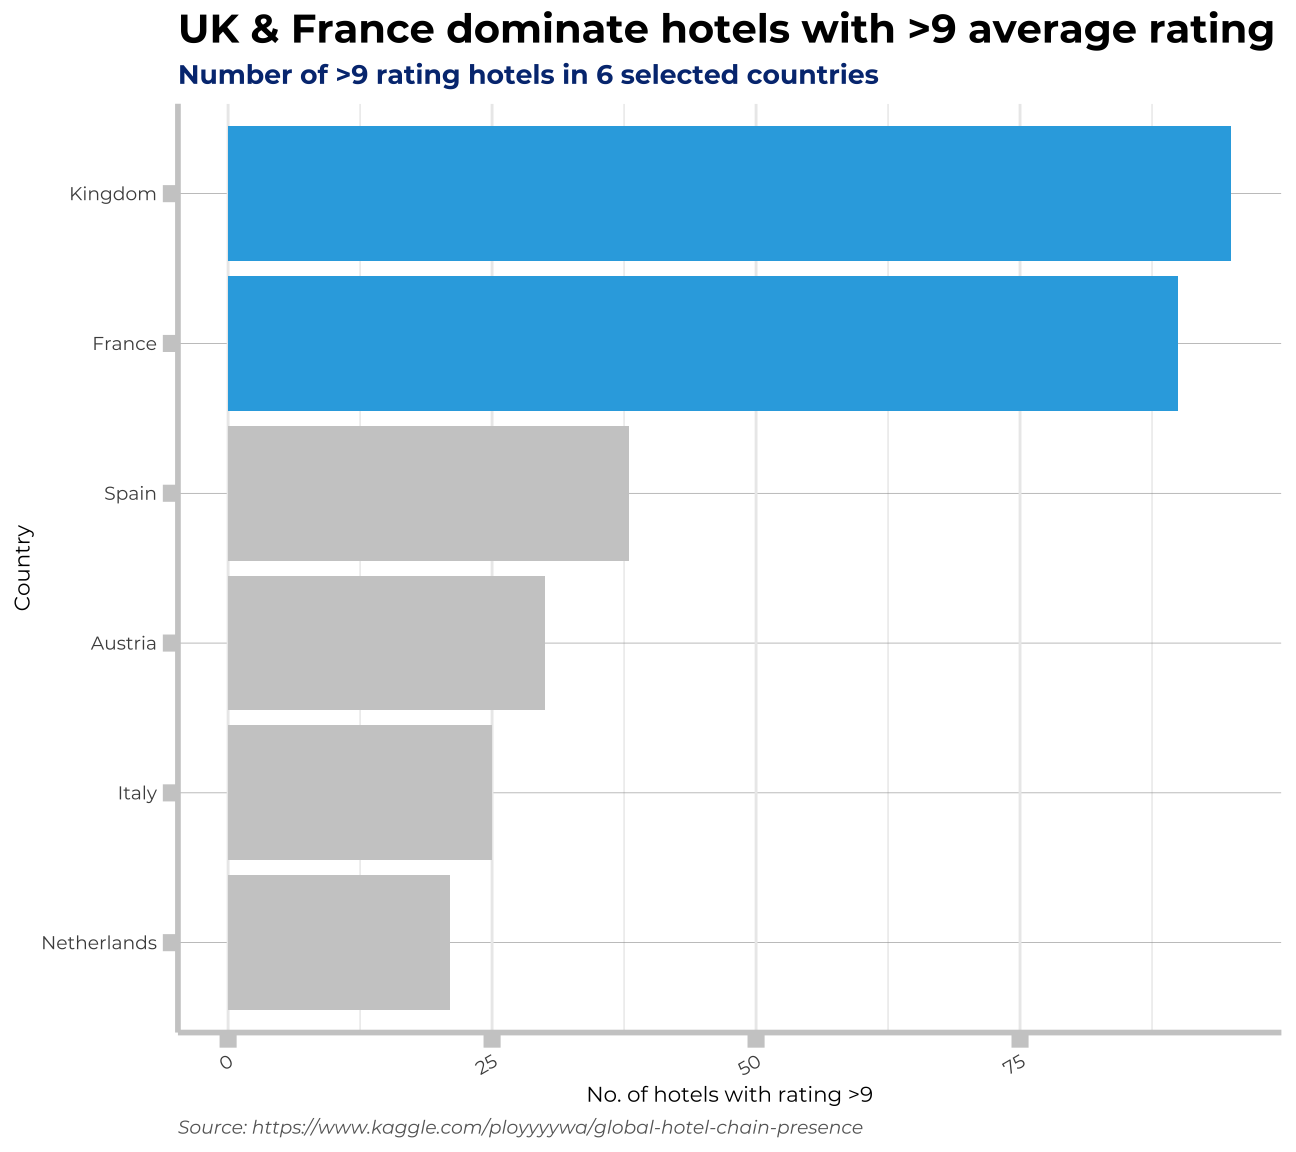 UK & France dominate hotels with >9 average rating
Number of >9 rating hotels in 6 selected countries
Kingdom
France
Spain
Austria
Italy
Netherlands
Country
0
25
50
75
No. of hotels with rating >9
Source: https://www.kaggle.com/ployyyywa/global-hotel-chain-presence